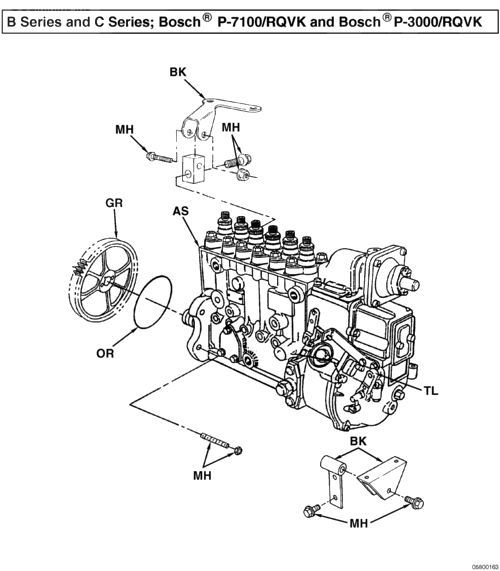 B Series and C Series; Bosch® P-7100/RQVK and Bosch® P-3000/RQVK
BK
MH
MH
GR
AS
OR
TL
BK
MH
MH
05800163